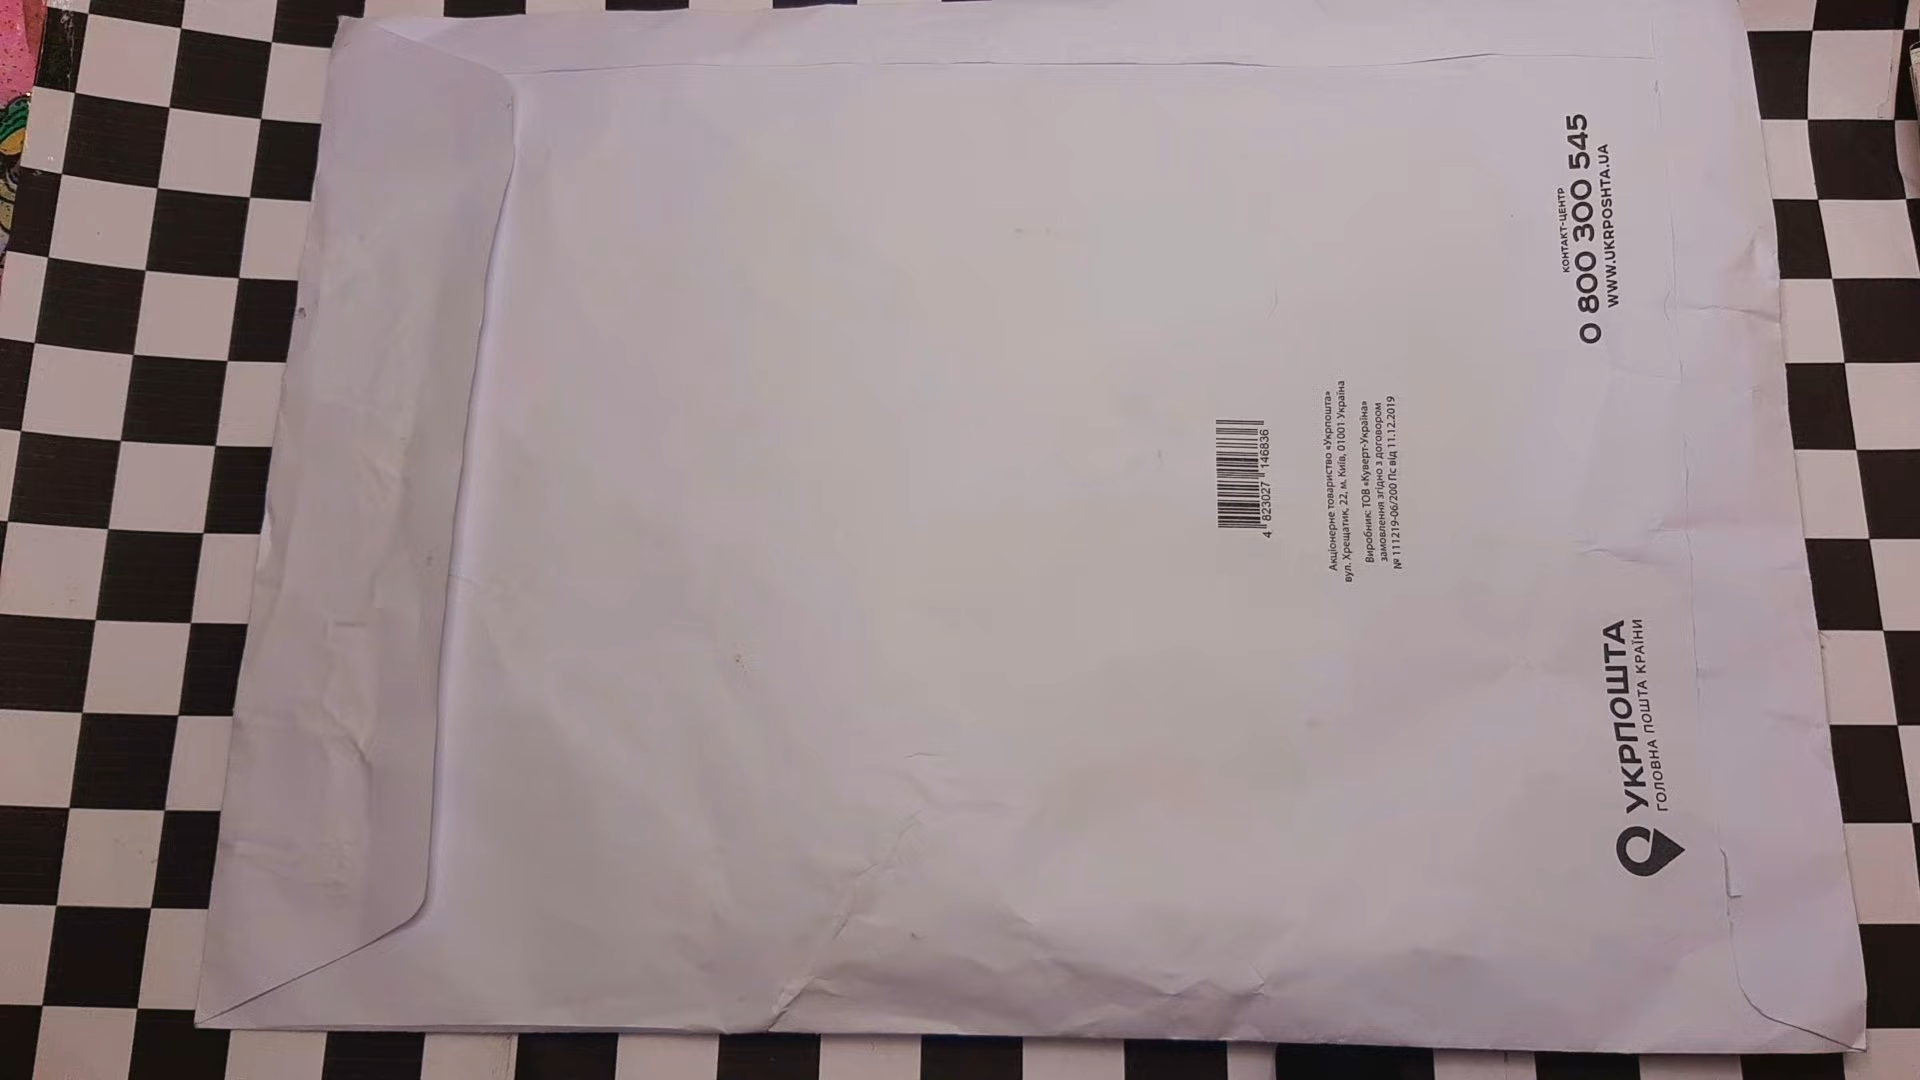 КОНТАКТ-ЦЕНТР
0 800 300 545
WWW.UKRPOSHTA.UA
4 823027 146836
Акціонерне товариство «Укрпошта»
вул. Хрещатик, 22, м. Київ, 01001 Україна
Виробник: ТОВ «Куверт-Україна»
замовлення згідно з договором
№ 111219-06/200 Пс від 11.12.2019
УКРПОШТА
ГОЛОВНА ПОШТА КРАЇНИ